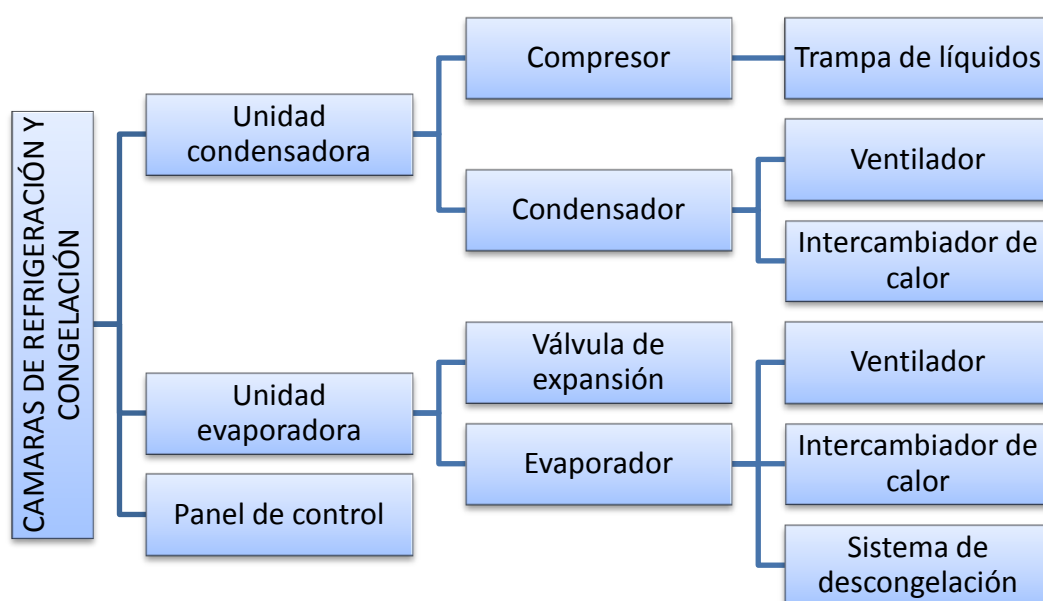 CAMARAS DE REFRIGERACIÓN Y
CONGELACIÓN
Unidad
condensadora
Compresor
Trampa de líquidos
Condensador
Ventilador
Intercambiador de
calor
Unidad
evaporadora
Válvula de
expansión
Evaporador
Ventilador
Intercambiador de
calor
Sistema de
descongelación
Panel de control